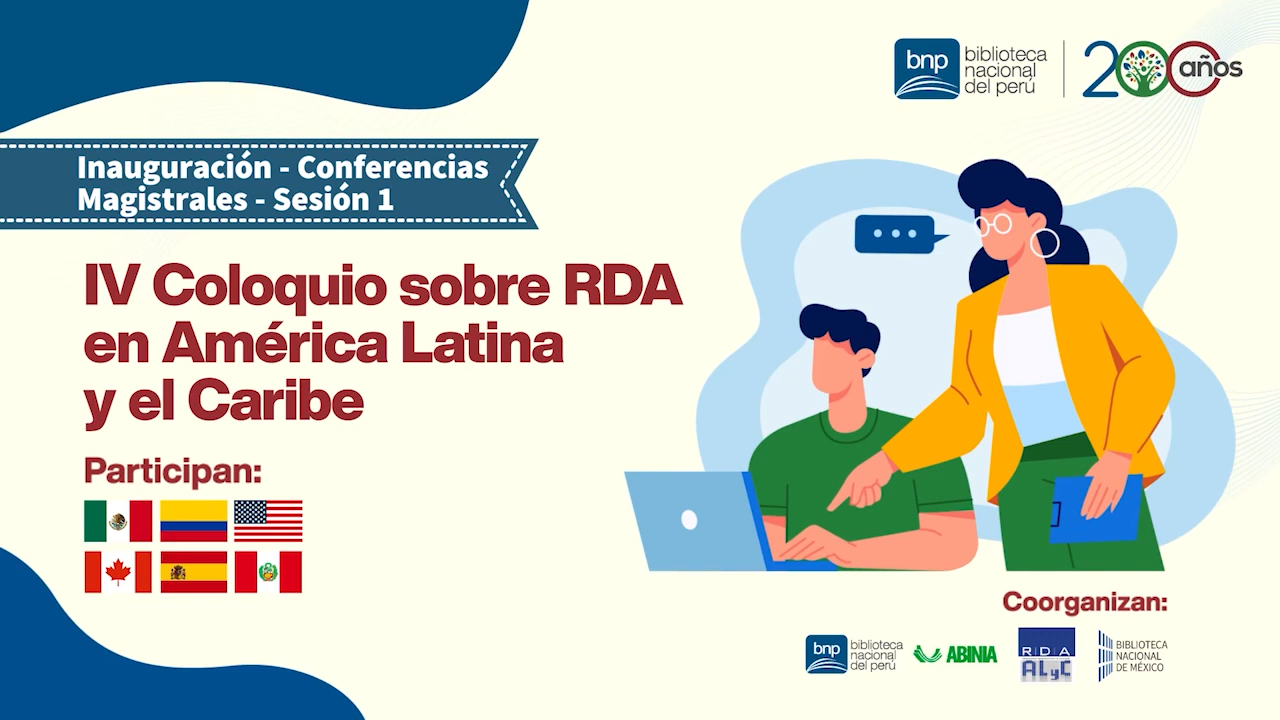 bnp
biblioteca
nacional
del perú
200 años
Inauguración - Conferencias
Magistrales - Sesión 1
IV Coloquio sobre RDA
en América Latina
y el Caribe
Participan:
Coorganizan:
bnp
biblioteca
nacional
del perú
ABINIA
RDA
ALyC
BIBLIOTECA
NACIONAL
DE MÉXICO